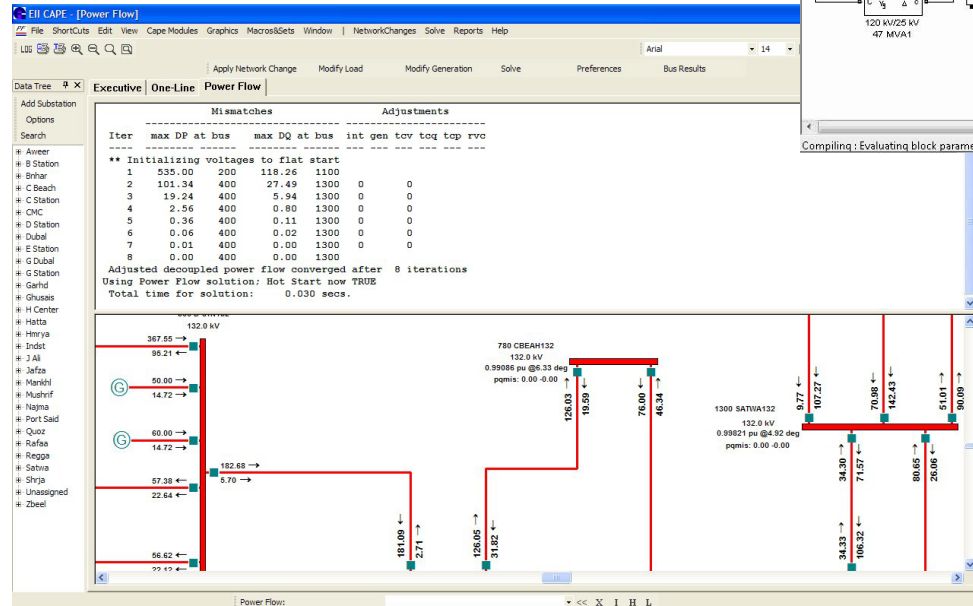 EII CAPE - [Power Flow]
File ShortCuts Edit View Cape Modules Graphics Macros&Sets Window | NetworkChanges Solve Reports Help
LOG
Arial 14
Apply Network Change Modify Load Modify Generation Solve Preferences Bus Results
Data Tree
Executive One-Line Power Flow
Add Substation
Options
Search
Aweer
B Station
Bnhar
C Beach
C Station
CMC
D Station
Dubal
E Station
G Dubal
G Station
Garhd
Ghusais
H Center
Hatta
Hmrya
Indst
J Ali
Jafza
Mankhl
Mushrif
Najma
Port Said
Quoz
Rafaa
Regga
Satwa
Shrja
Unassigned
Zbeel
Mismatches Adjustments
Iter max DP at bus max DQ at bus int gen tcv tcq tcp rvc
** Initializing voltages to flat start
1 535.00 200 118.26 1100
2 101.34 400 27.49 1300 0 0
3 19.24 400 5.94 1300 0 0
4 2.56 400 0.80 1300 0 0
5 0.36 400 0.11 1300 0 0
6 0.06 400 0.02 1300 0 0
7 0.01 400 0.00 1300 0 0
8 0.00 400 0.00 1300
Adjusted decoupled power flow converged after 8 iterations
Using Power Flow solution; Hot Start now TRUE
Total time for solution: 0.030 secs.
120 kV/25 kV
47 MVA1
Compiling : Evaluating block parame
132.0 kV
367.55 →
95.21 ←
G
50.00 →
14.72 →
G
60.00 →
14.72 →
57.38 ←
22.64 ←
56.62 ←
22.12 ←
182.68 →
5.70 →
181.09 ←
2.71 →
126.05 →
31.82 ←
780 CBEAH132
132.0 kV
0.99086 pu @6.33 deg
pqmis: 0.00 -0.00
126.03 →
19.59 ←
76.00 ←
46.34 →
1300 SATWA132
132.0 kV
0.99821 pu @4.92 deg
pqmis: 0.00 -0.00
9.77 →
107.27 ←
70.98 →
142.43 ←
51.01 →
90.09 →
34.30 →
71.57 ←
80.65 →
26.06 ←
34.33 →
106.32 ←
Power Flow:
<< X I H L